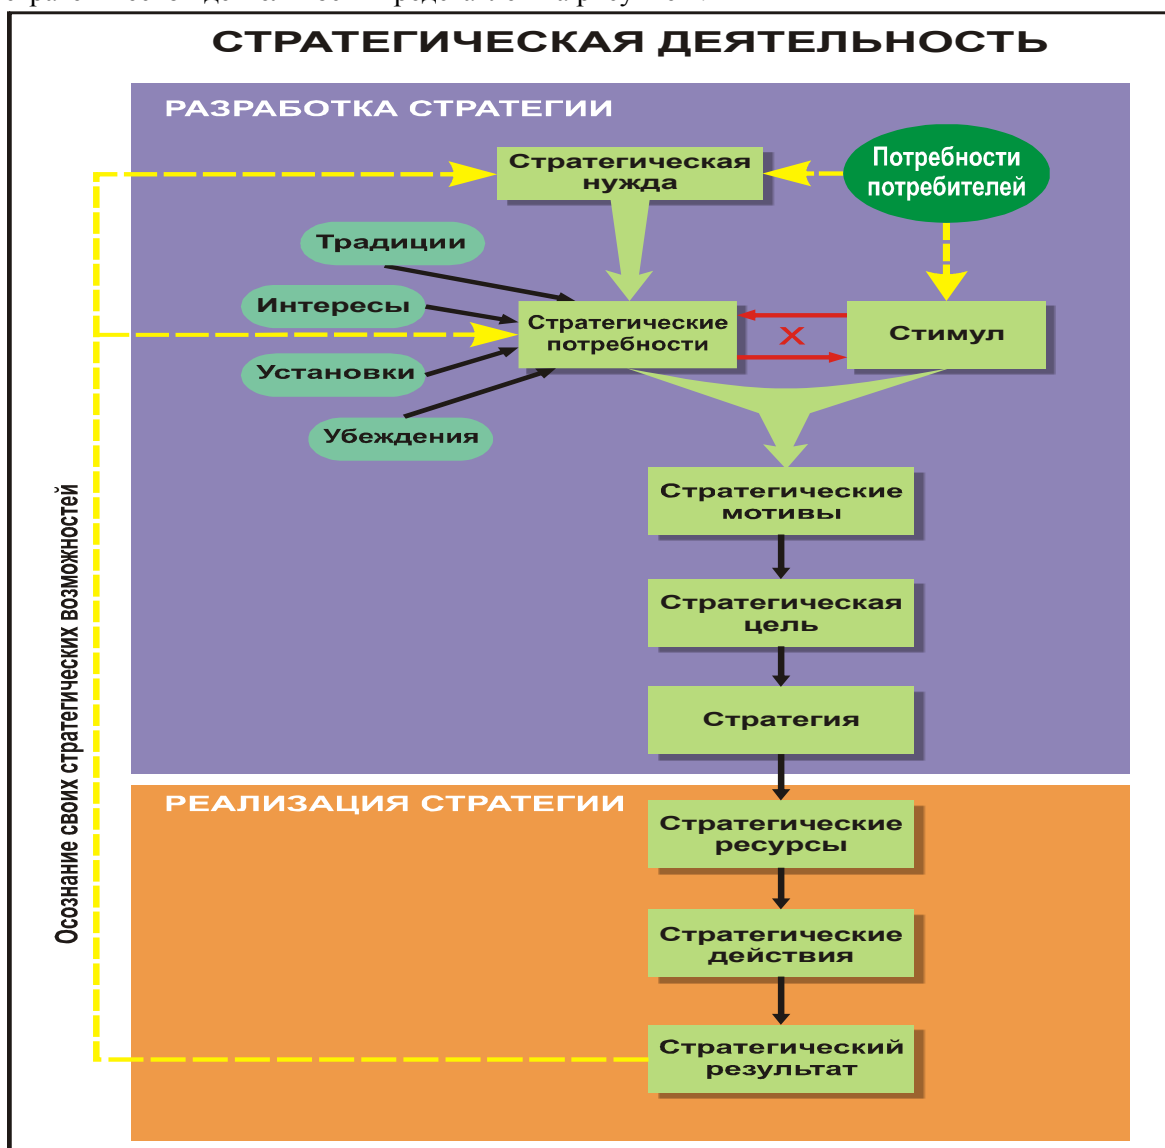 СТРАТЕГИЧЕСКАЯ ДЕЯТЕЛЬНОСТЬ
РАЗРАБОТКА СТРАТЕГИИ
Стратегическая
нужда
Потребности
потребителей
Традиции
Интересы
Стратегические
потребности
X
Стимул
Установки
Убеждения
Стратегические
мотивы
Стратегическая
цель
Стратегия
Осознание своих стратегических возможностей
РЕАЛИЗАЦИЯ СТРАТЕГИИ
Стратегические
ресурсы
Стратегические
действия
Стратегический
результат